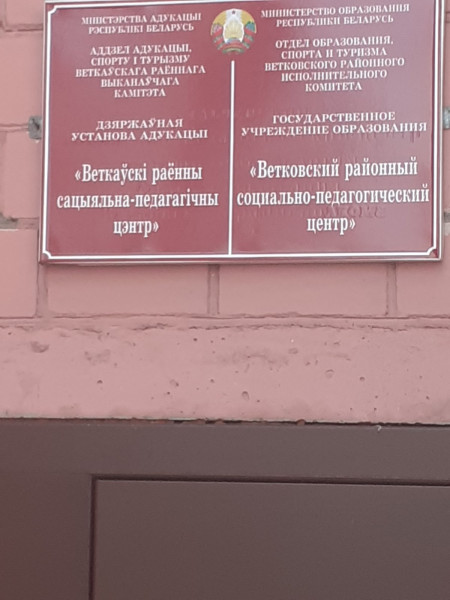 МІНІСТЭРСТВА АДУКАЦЫІ
РЭСПУБЛІКІ БЕЛАРУСЬ
АДДЗЕЛ АДУКАЦЫІ,
СПОРТУ І ТУРЫЗМУ
ВЕТКАЎСКАГА РАЁННАГА
ВЫКАНАЎЧАГА
КАМІТЭТА
ДЗЯРЖАЎНАЯ
УСТАНОВА АДУКАЦЫІ
«Веткаўскі раённы
сацыяльна-педагагічны
цэнтр»
МИНИСТЕРСТВО ОБРАЗОВАНИЯ
РЕСПУБЛИКИ БЕЛАРУСЬ
ОТДЕЛ ОБРАЗОВАНИЯ,
СПОРТА И ТУРИЗМА
ВЕТКОВСКОГО РАЙОННОГО
ИСПОЛНИТЕЛЬНОГО
КОМИТЕТА
ГОСУДАРСТВЕННОЕ
УЧРЕЖДЕНИЕ ОБРАЗОВАНИЯ
«Ветковский районный
социально-педагогический
центр»